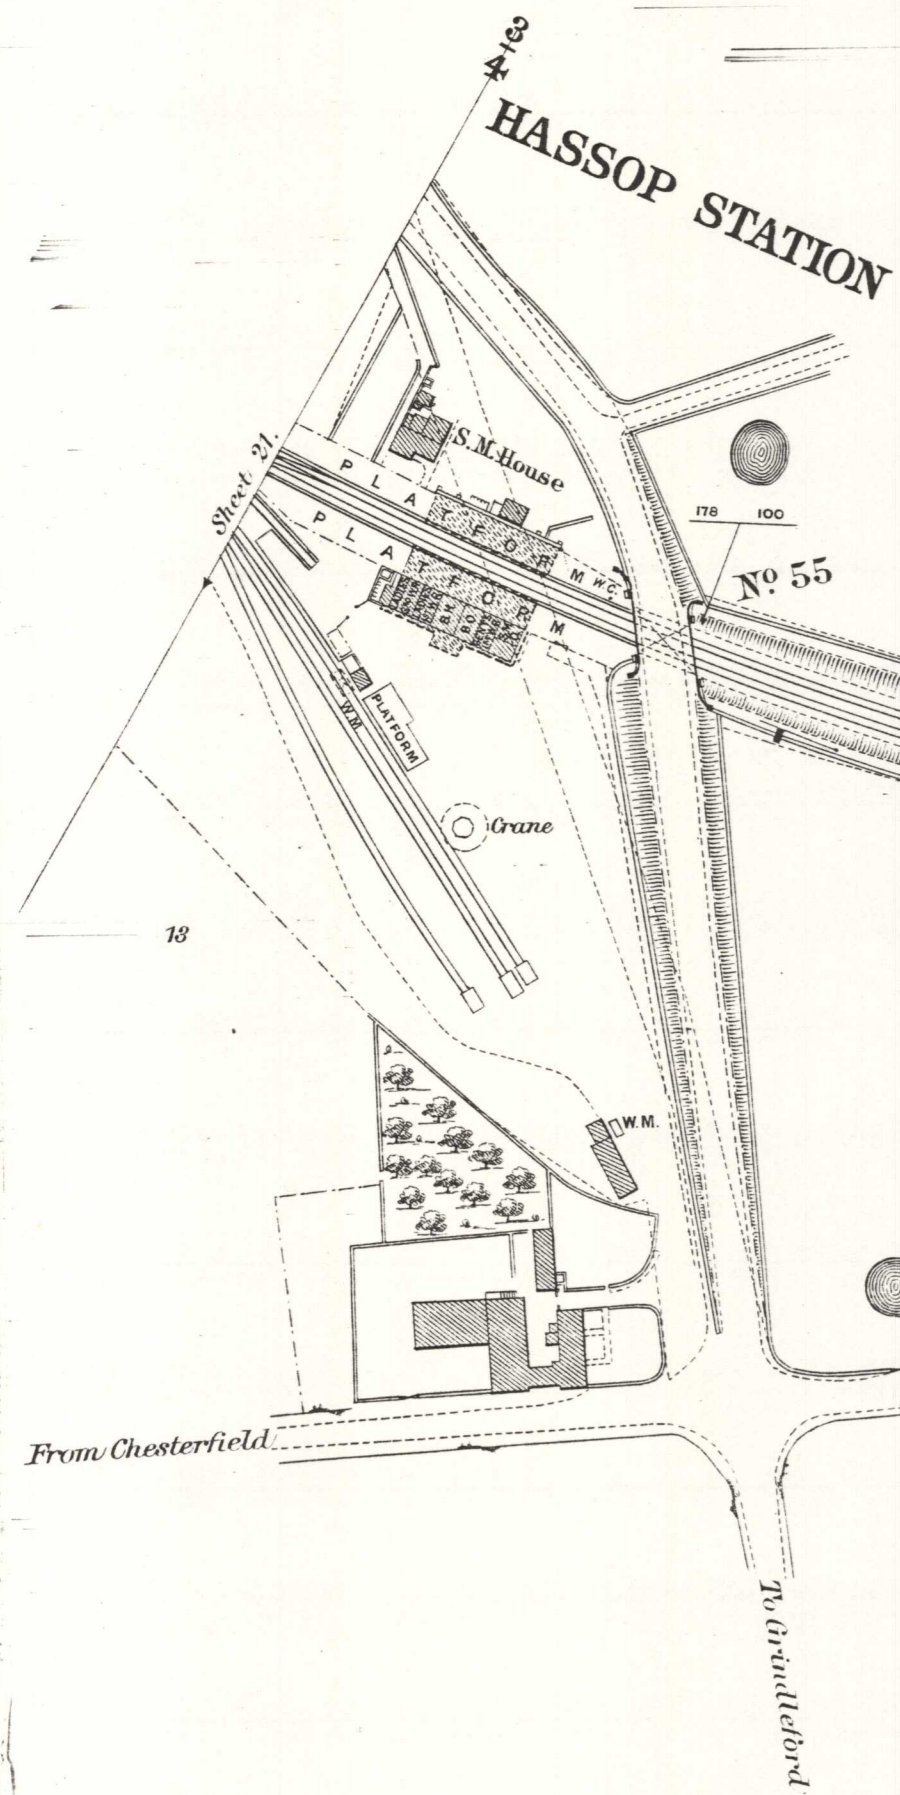 3/4
HASSOP STATION
Sheet 21.
S.M. House
PLATFORM
PLATFORM
W.C.
178 100
No. 55
W.M.
PLATFORM
Crane
13
W.M.
From Chesterfield
To Grindleford